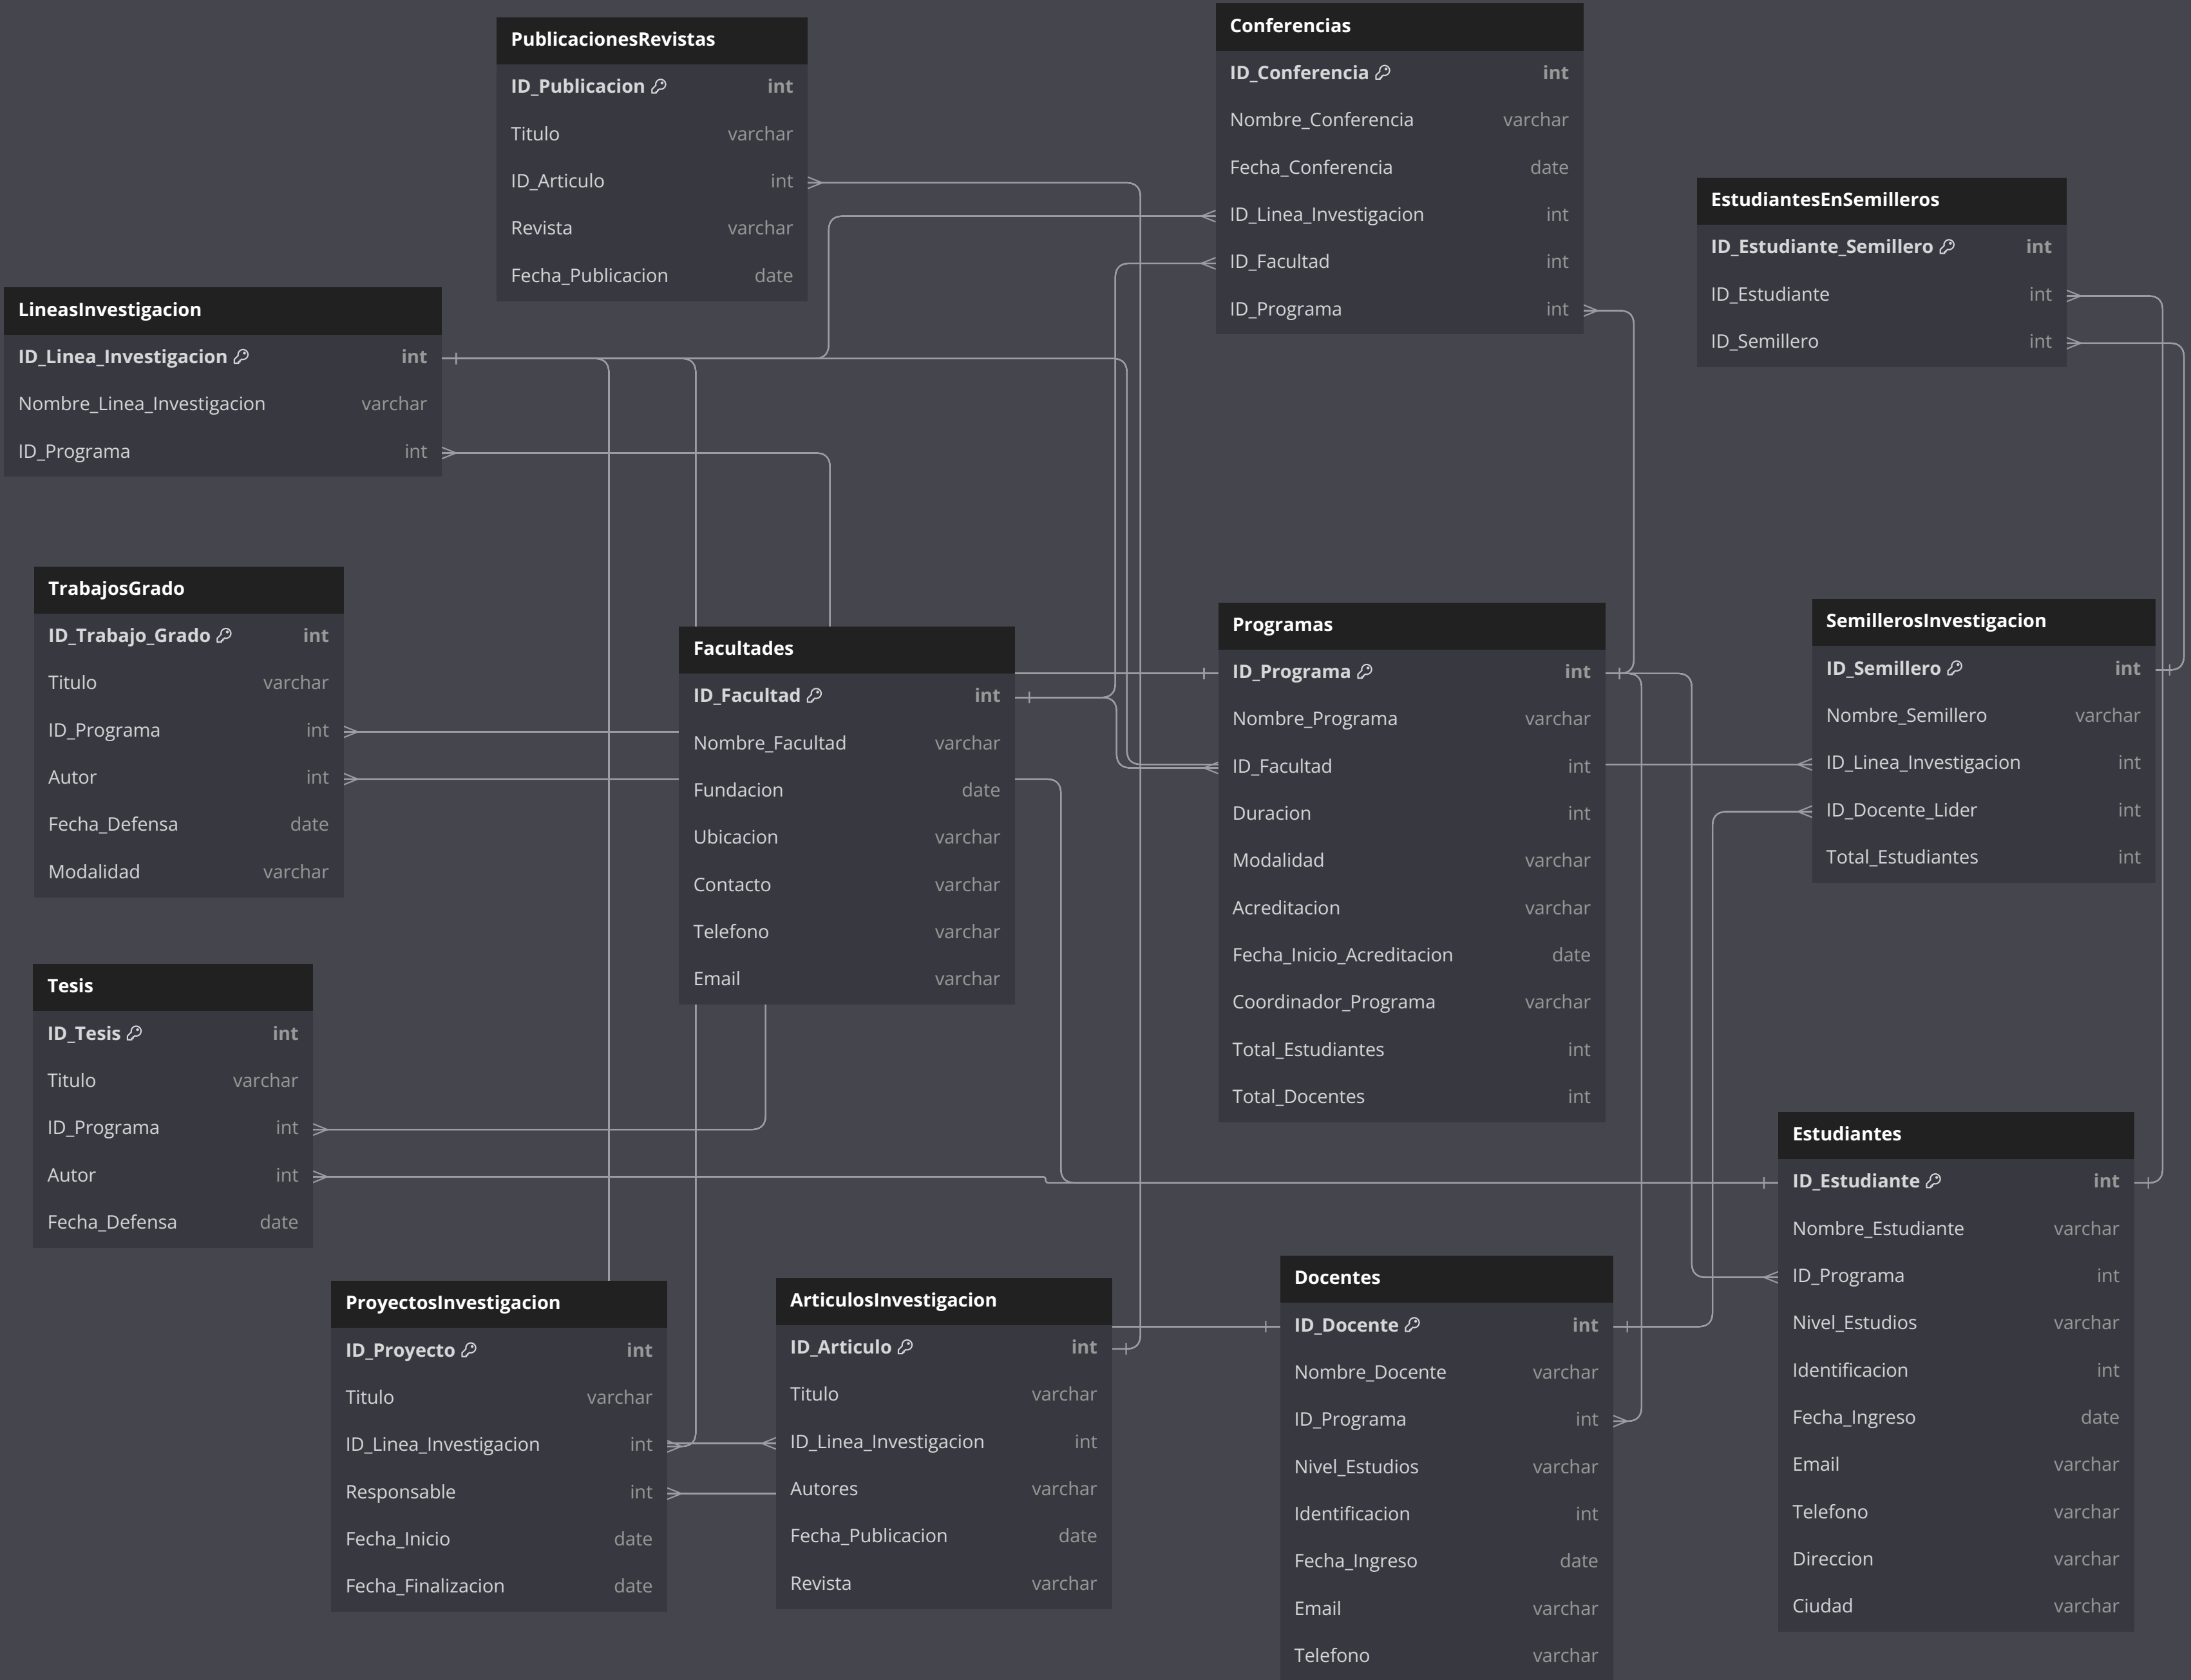 PublicacionesRevistas
ID_Publicacion int
Titulo varchar
ID_Articulo int
Revista varchar
Fecha_Publicacion date
Conferencias
ID_Conferencia int
Nombre_Conferencia varchar
Fecha_Conferencia date
ID_Linea_Investigacion int
ID_Facultad int
ID_Programa int
EstudiantesEnSemilleros
ID_Estudiante_Semillero int
ID_Estudiante int
ID_Semillero int
LineasInvestigacion
ID_Linea_Investigacion int
Nombre_Linea_Investigacion varchar
ID_Programa int
TrabajosGrado
ID_Trabajo_Grado int
Titulo varchar
ID_Programa int
Autor int
Fecha_Defensa date
Modalidad varchar
Facultades
ID_Facultad int
Nombre_Facultad varchar
Fundacion date
Ubicacion varchar
Contacto varchar
Telefono varchar
Email varchar
Programas
ID_Programa int
Nombre_Programa varchar
ID_Facultad int
Duracion int
Modalidad varchar
Acreditacion varchar
Fecha_Inicio_Acreditacion date
Coordinador_Programa varchar
Total_Estudiantes int
Total_Docentes int
SemillerosInvestigacion
ID_Semillero int
Nombre_Semillero varchar
ID_Linea_Investigacion int
ID_Docente_Lider int
Total_Estudiantes int
Tesis
ID_Tesis int
Titulo varchar
ID_Programa int
Autor int
Fecha_Defensa date
ProyectosInvestigacion
ID_Proyecto int
Titulo varchar
ID_Linea_Investigacion int
Responsable int
Fecha_Inicio date
Fecha_Finalizacion date
ArticulosInvestigacion
ID_Articulo int
Titulo varchar
ID_Linea_Investigacion int
Autores varchar
Fecha_Publicacion date
Revista varchar
Docentes
ID_Docente int
Nombre_Docente varchar
ID_Programa int
Nivel_Estudios varchar
Identificacion int
Fecha_Ingreso date
Email varchar
Telefono varchar
Estudiantes
ID_Estudiante int
Nombre_Estudiante varchar
ID_Programa int
Nivel_Estudios varchar
Identificacion int
Fecha_Ingreso date
Email varchar
Telefono varchar
Direccion varchar
Ciudad varchar